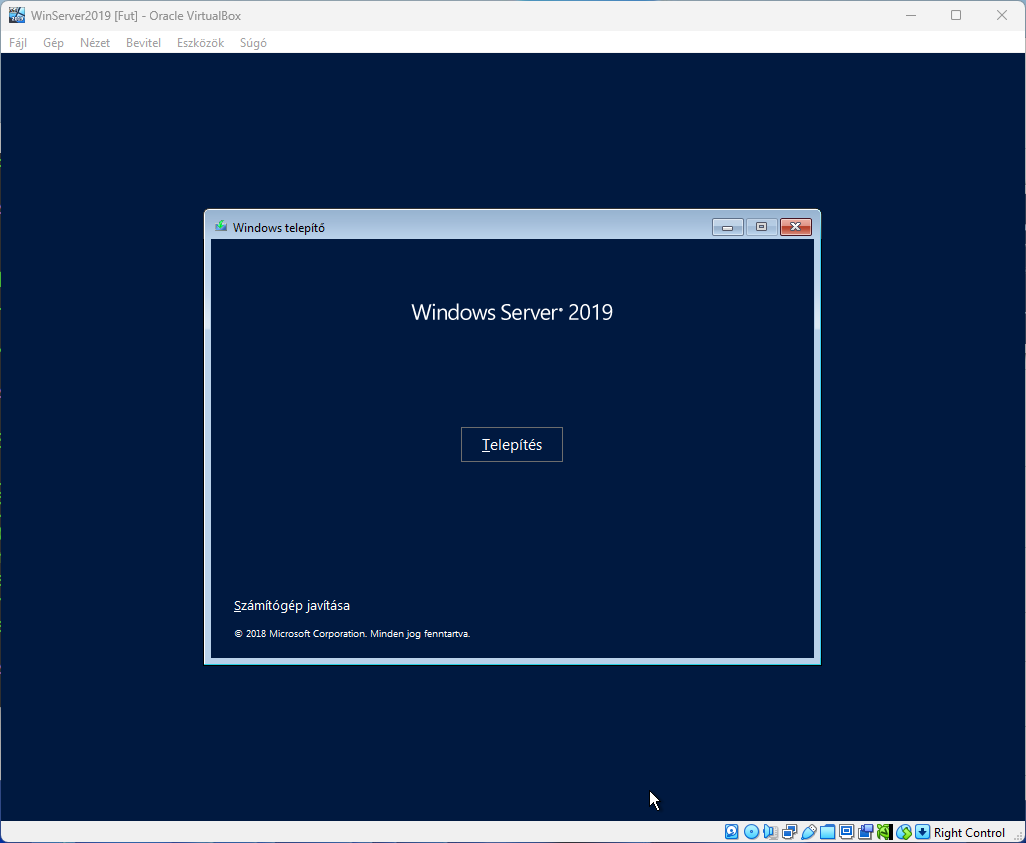 WinServer2019 [Fut] - Oracle VirtualBox
Fájl Gép Nézet Bevitel Eszközök Súgó
Windows telepítő
Windows Server® 2019
Telepítés
Számítógép javítása
© 2018 Microsoft Corporation. Minden jog fenntartva.
Right Control